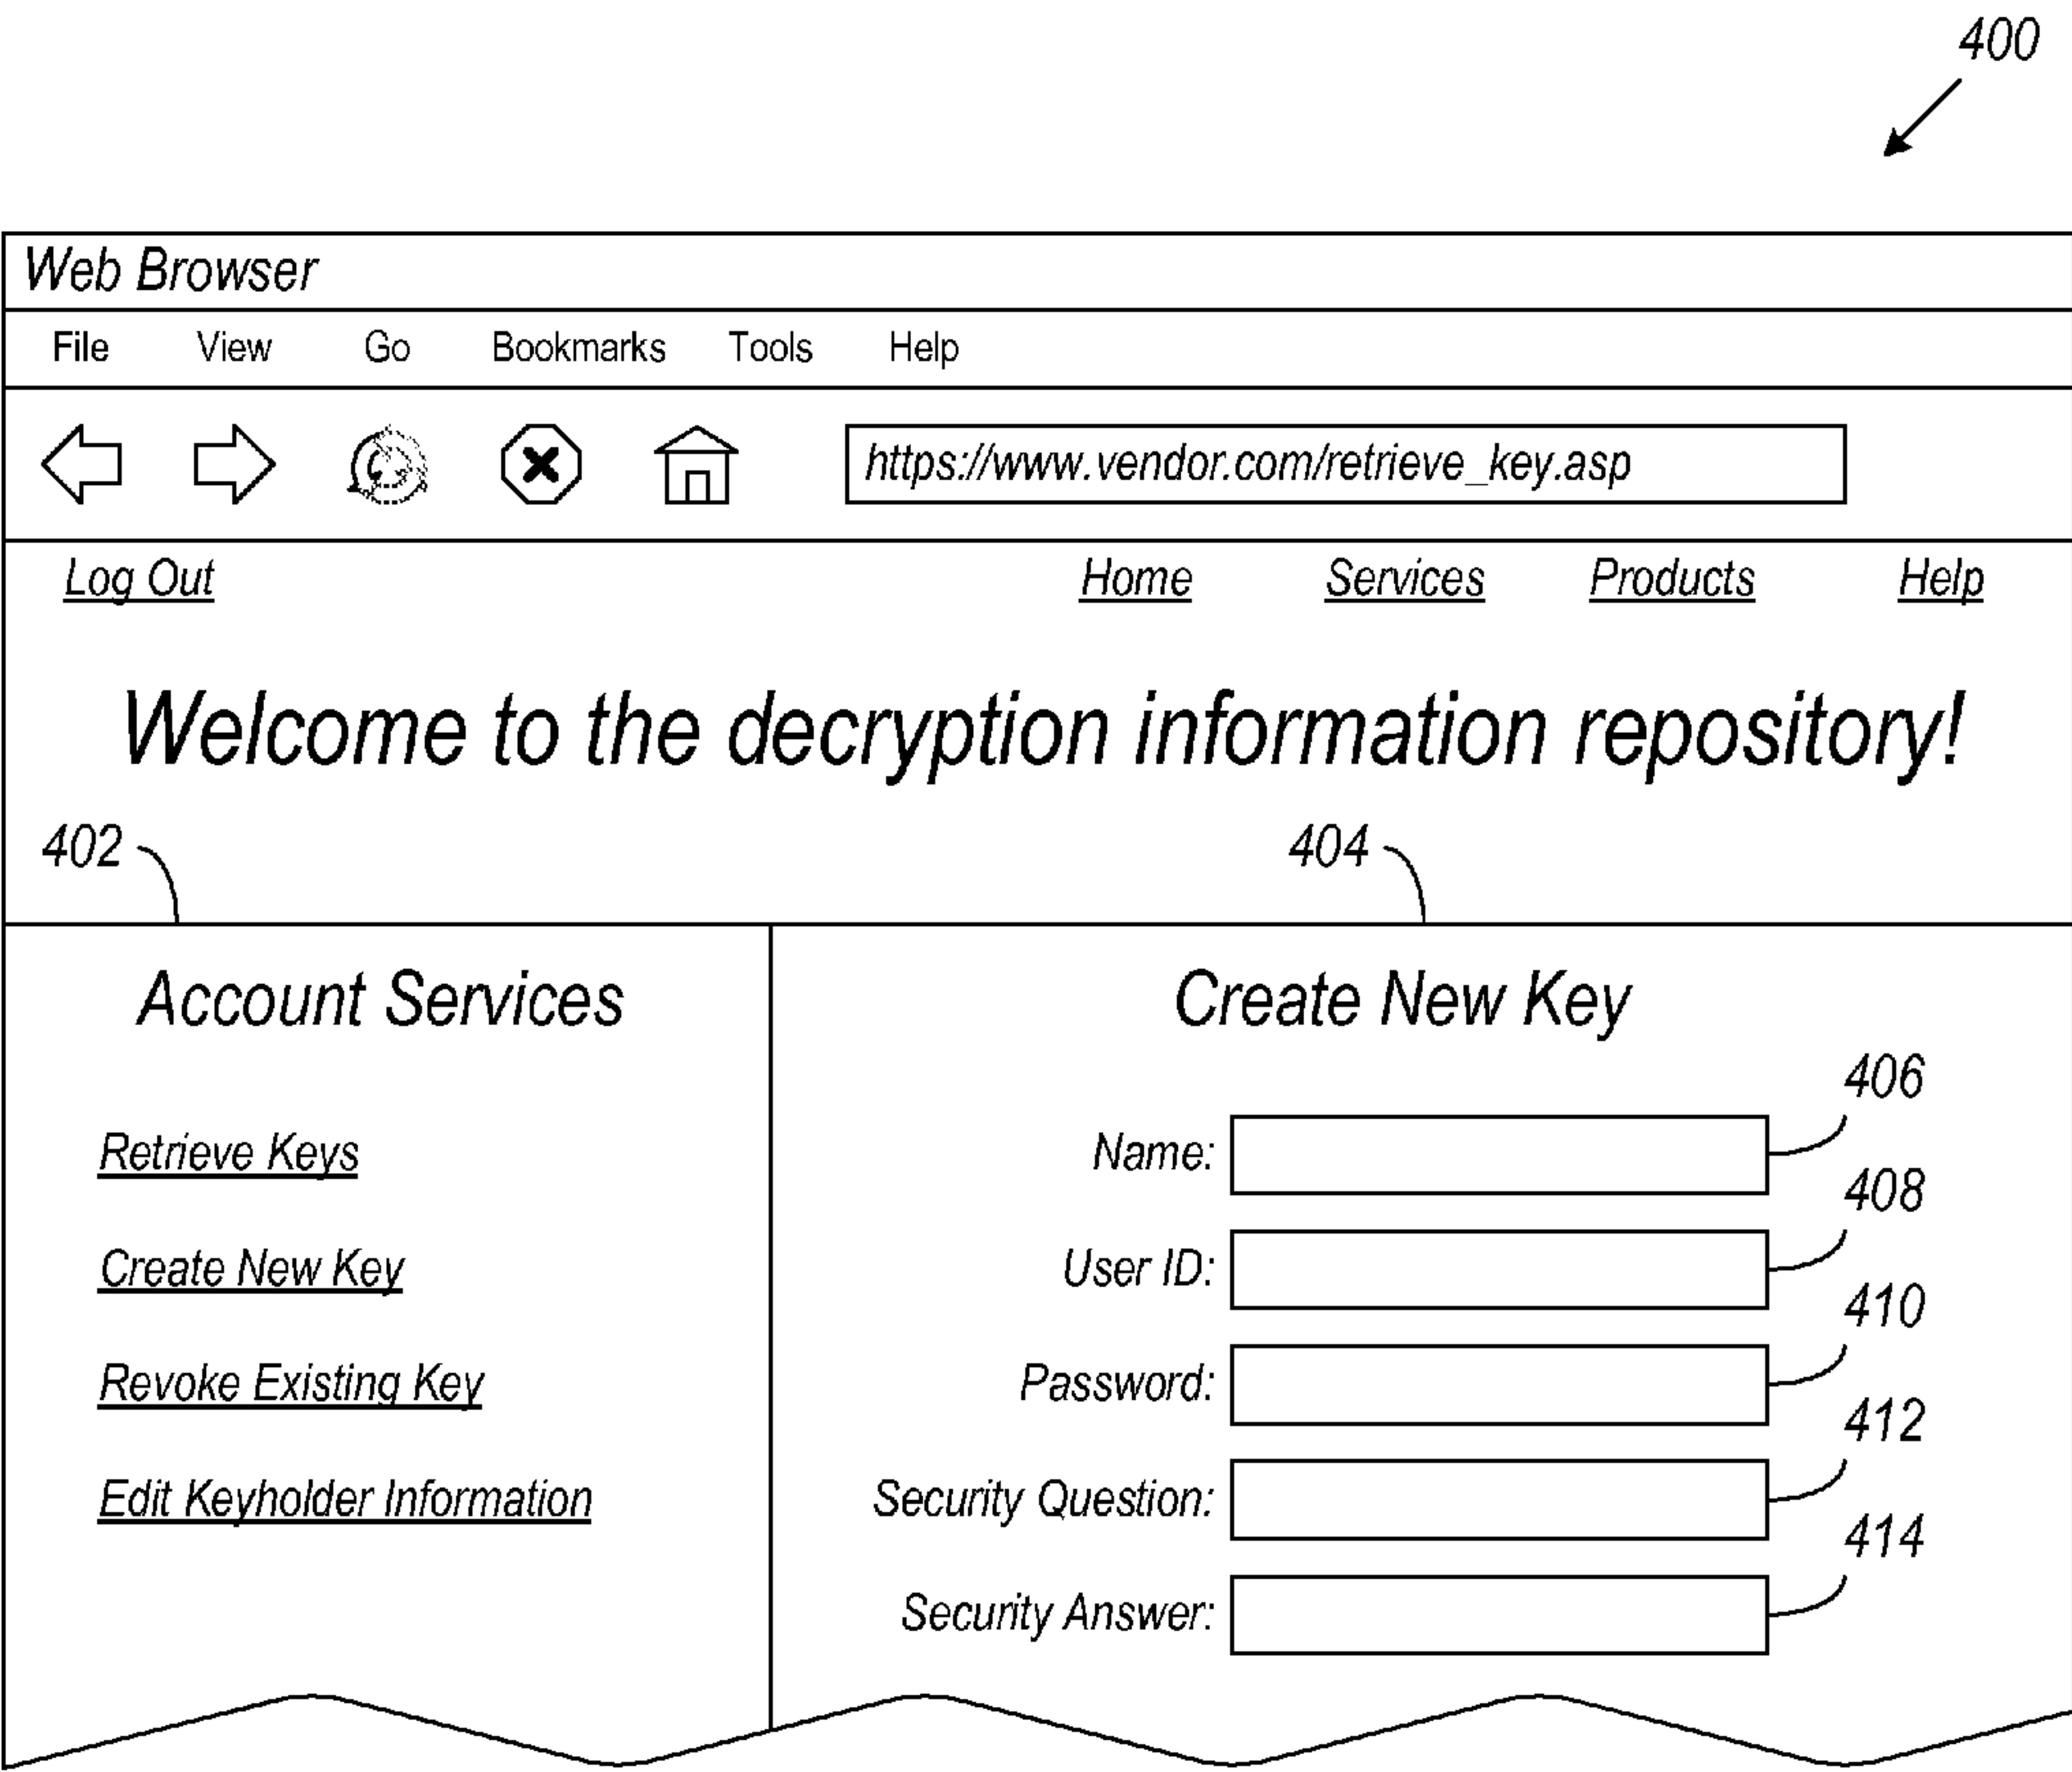 400
Web Browser
File View Go Bookmarks Tools Help
https://www.vendor.com/retrieve_key.asp
Log Out Home Services Products Help
Welcome to the decryption information repository!
402 404
Account Services
Retrieve Keys
Create New Key
Revoke Existing Key
Edit Keyholder Information
Create New Key
406
Name:
408
User ID:
410
Password:
412
Security Question:
414
Security Answer: